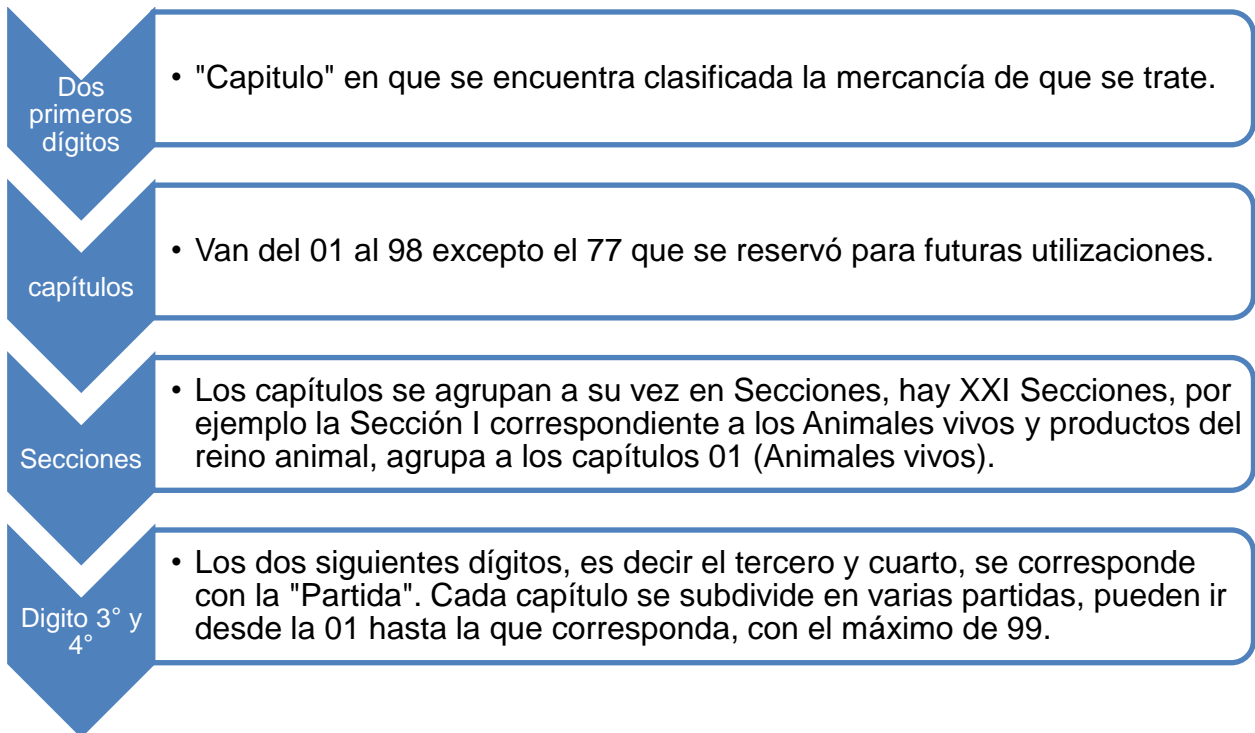 Dos
primeros
dígitos
• "Capitulo" en que se encuentra clasificada la mercancía de que se trate.
capítulos
• Van del 01 al 98 excepto el 77 que se reservó para futuras utilizaciones.
Secciones
• Los capítulos se agrupan a su vez en Secciones, hay XXI Secciones, por
ejemplo la Sección I correspondiente a los Animales vivos y productos del
reino animal, agrupa a los capítulos 01 (Animales vivos).
Digito 3° y
4°
• Los dos siguientes dígitos, es decir el tercero y cuarto, se corresponde
con la "Partida". Cada capítulo se subdivide en varias partidas, pueden ir
desde la 01 hasta la que corresponda, con el máximo de 99.